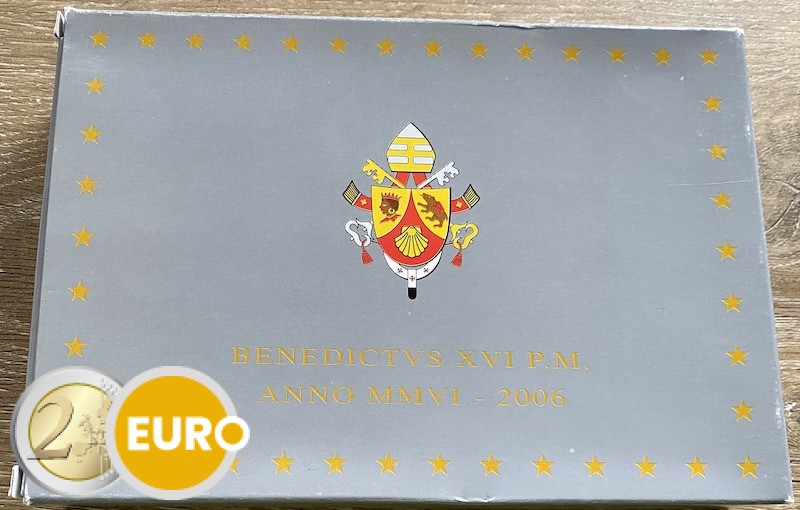 BENEDICTVS XVI P.M.
ANNO MMVI - 2006
2 EURO